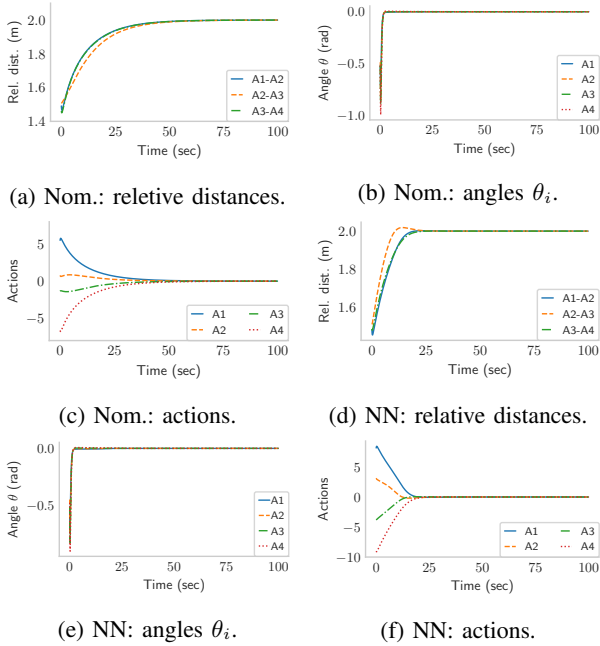 Rel. dist. (m)
2.0
1.8
1.6
1.4
A1-A2
A2-A3
A3-A4
0 25 50 75 100
Time (sec)
(a) Nom.: reletive distances.
Angle θ (rad)
0.0
−0.5
−1.0
A1
A2
A3
A4
0 25 50 75 100
Time (sec)
(b) Nom.: angles θi.
Actions
5
0
−5
A1 A3
A2 A4
0 25 50 75 100
Time (sec)
(c) Nom.: actions.
Rel. dist. (m)
2.0
1.8
1.6
A1-A2
A2-A3
A3-A4
0 25 50 75 100
Time (sec)
(d) NN: relative distances.
Angle θ (rad)
0.0
−0.5
A1
A2
A3
A4
0 25 50 75 100
Time (sec)
(e) NN: angles θi.
Actions
5
0
−5
−10
A1 A3
A2 A4
0 25 50 75 100
Time (sec)
(f) NN: actions.